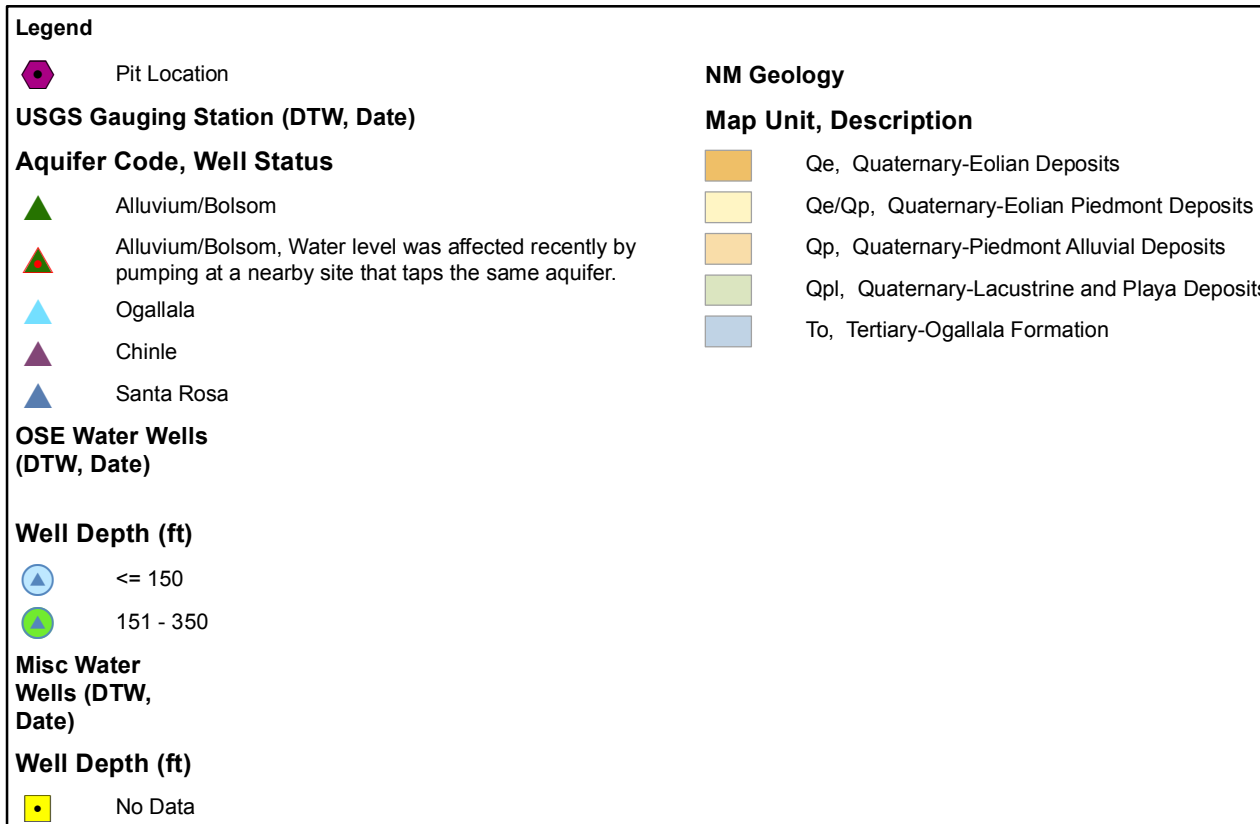 Legend
Pit Location
USGS Gauging Station (DTW, Date)
Aquifer Code, Well Status
Alluvium/Bolsom
Alluvium/Bolsom, Water level was affected recently by
pumping at a nearby site that taps the same aquifer.
Ogallala
Chinle
Santa Rosa
OSE Water Wells
(DTW, Date)
Well Depth (ft)
<= 150
151 - 350
Misc Water
Wells (DTW,
Date)
Well Depth (ft)
No Data
NM Geology
Map Unit, Description
Qe, Quaternary-Eolian Deposits
Qe/Qp, Quaternary-Eolian Piedmont Deposits
Qp, Quaternary-Piedmont Alluvial Deposits
Qpl, Quaternary-Lacustrine and Playa Deposits
To, Tertiary-Ogallala Formation